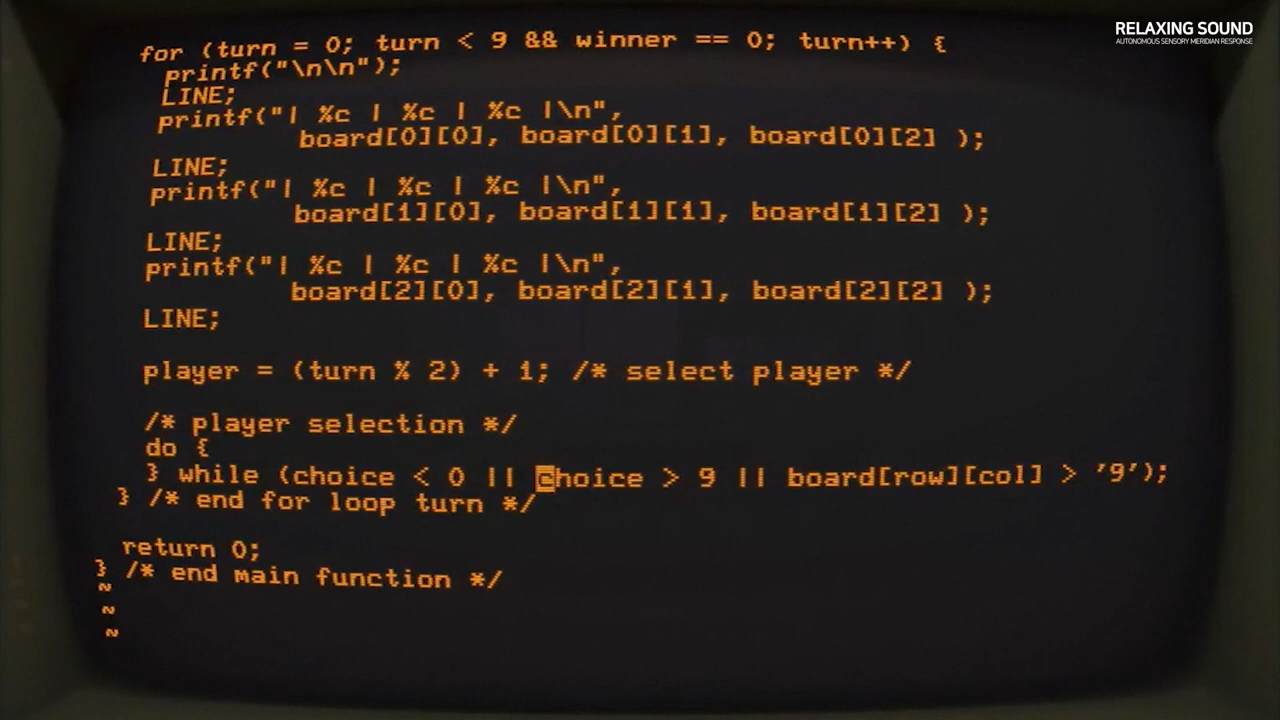 RELAXING SOUND
AUTONOMOUS SENSORY MERIDIAN RESPONSE
for (turn = 0; turn < 9 && winner == 0; turn++) {
printf("\n\n");
LINE;
printf("| %c | %c | %c |\n",
board[0][0], board[0][1], board[0][2] );
LINE;
printf("| %c | %c | %c |\n",
board[1][0], board[1][1], board[1][2] );
LINE;
printf("| %c | %c | %c |\n",
board[2][0], board[2][1], board[2][2] );
LINE;
player = (turn % 2) + 1; /* select player */
/* player selection */
do {
} while (choice < 0 || choice > 9 || board[row][col] > '9');
} /* end for loop turn */
return 0;
} /* end main function */
~
~
~